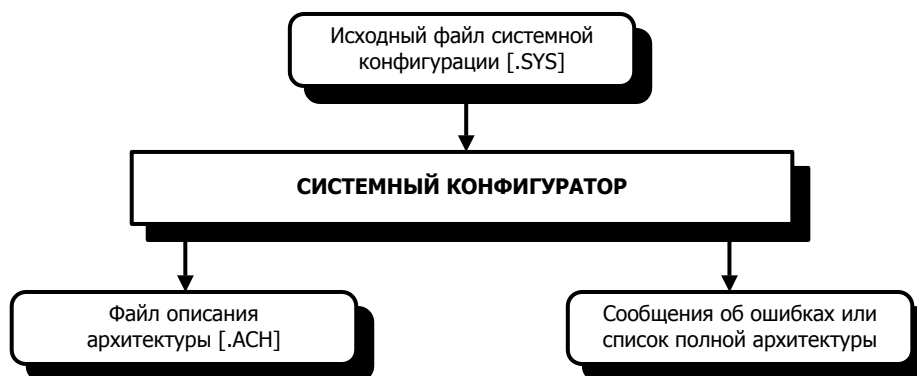 Исходный файл системной
конфигурации [.SYS]
СИСТЕМНЫЙ КОНФИГУРАТОР
Файл описания
архитектуры [.ACH]
Сообщения об ошибках или
список полной архитектуры